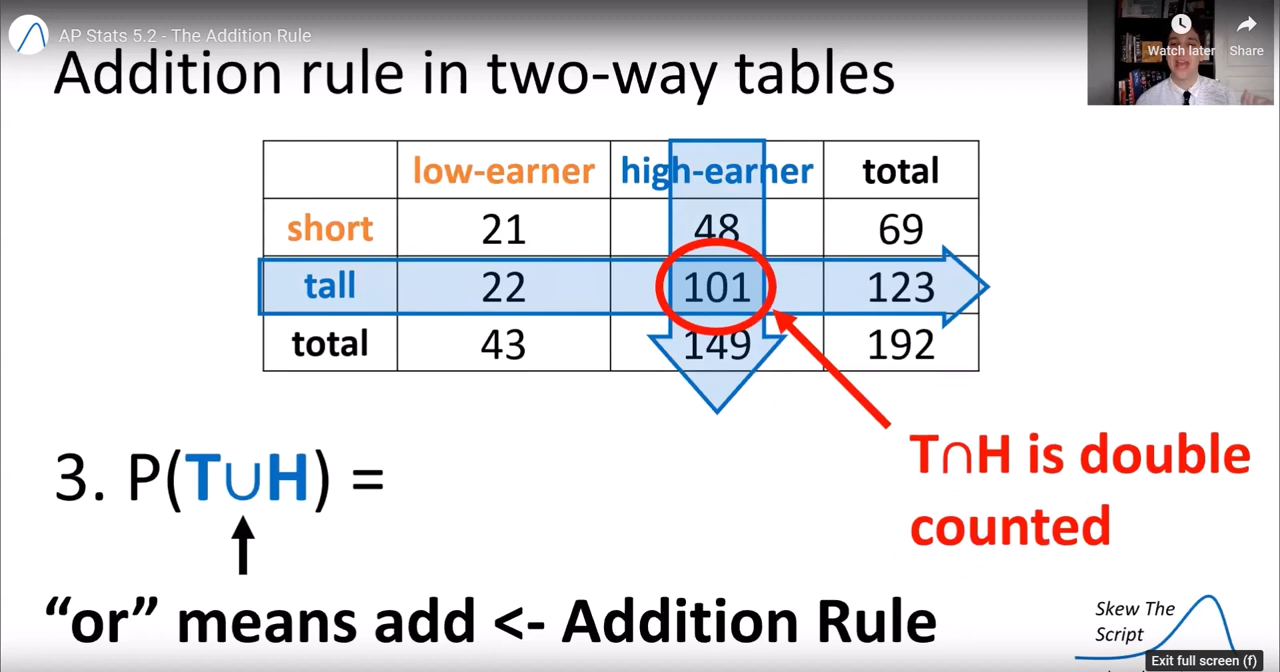 AP Stats 5.2 - The Addition Rule
Watch later Share
Addition rule in two-way tables
low-earner high-earner total
short 21 48 69
tall 22 101 123
total 43 149 192
T∩H is double
counted
3. P(T∪H) =
“or” means add <- Addition Rule
Skew The
Script
Exit full screen (f)